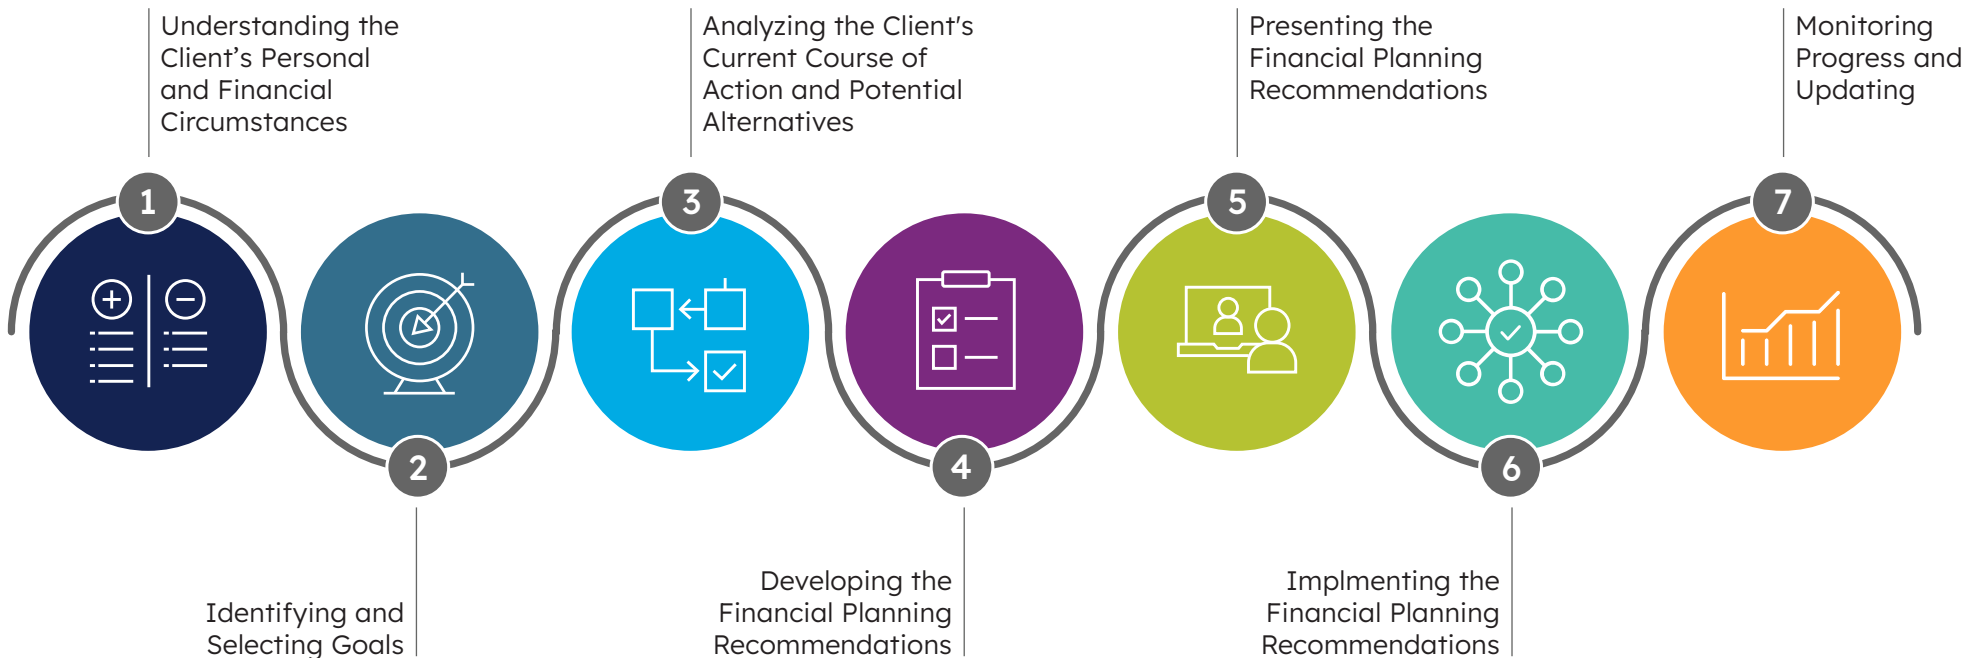 Understanding the
Client’s Personal
and Financial
Circumstances
1
Identifying and
Selecting Goals
2
Analyzing the Client's
Current Course of
Action and Potential
Alternatives
3
Developing the
Financial Planning
Recommendations
4
Presenting the
Financial Planning
Recommendations
5
Implmenting the
Financial Planning
Recommendations
6
Monitoring
Progress and
Updating
7